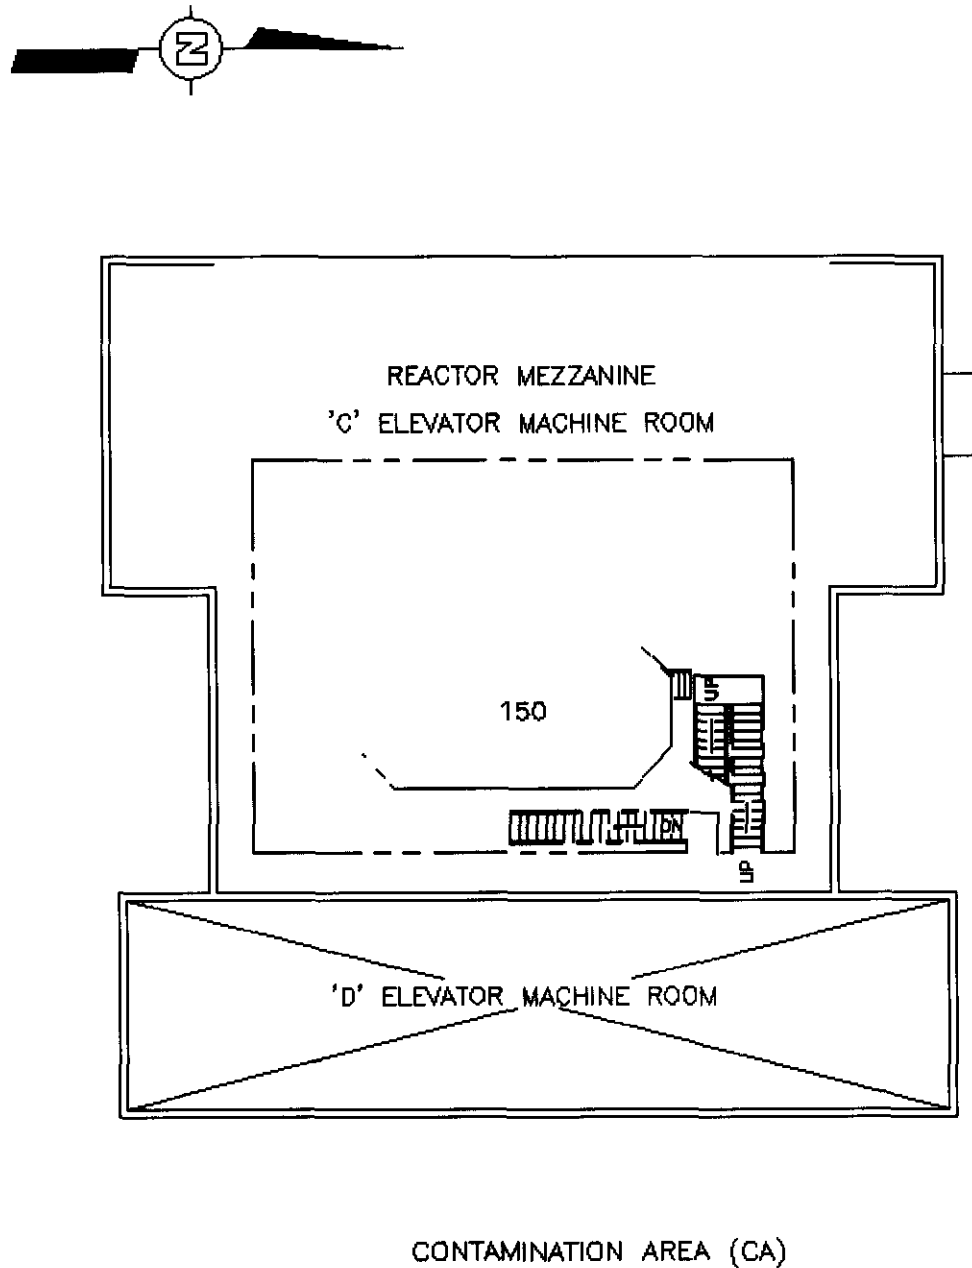 N
REACTOR MEZZANINE
'C' ELEVATOR MACHINE ROOM
UP
150
DN
UP
'D' ELEVATOR MACHINE ROOM
CONTAMINATION AREA (CA)